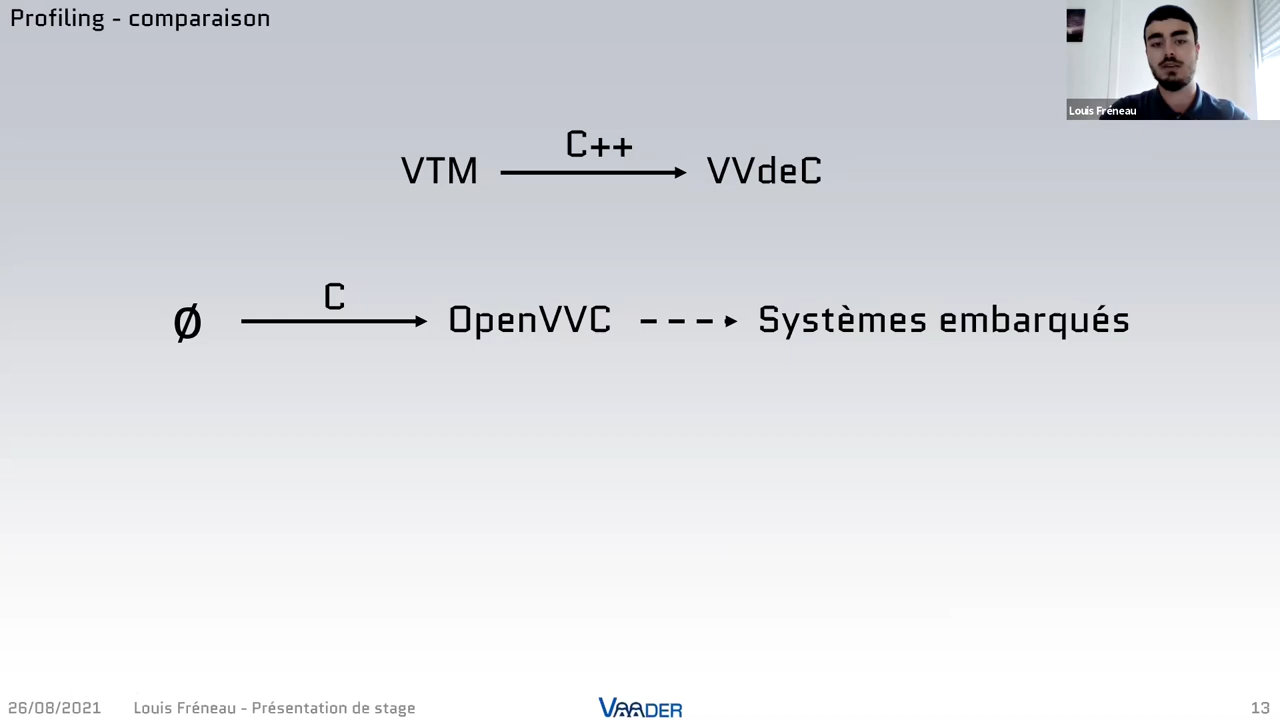 Profiling - comparaison
Louis Fréneau
C++
VTM VVdeC
C
Ø OpenVVC Systèmes embarqués
26/08/2021 Louis Fréneau - Présentation de stage VAADER 13